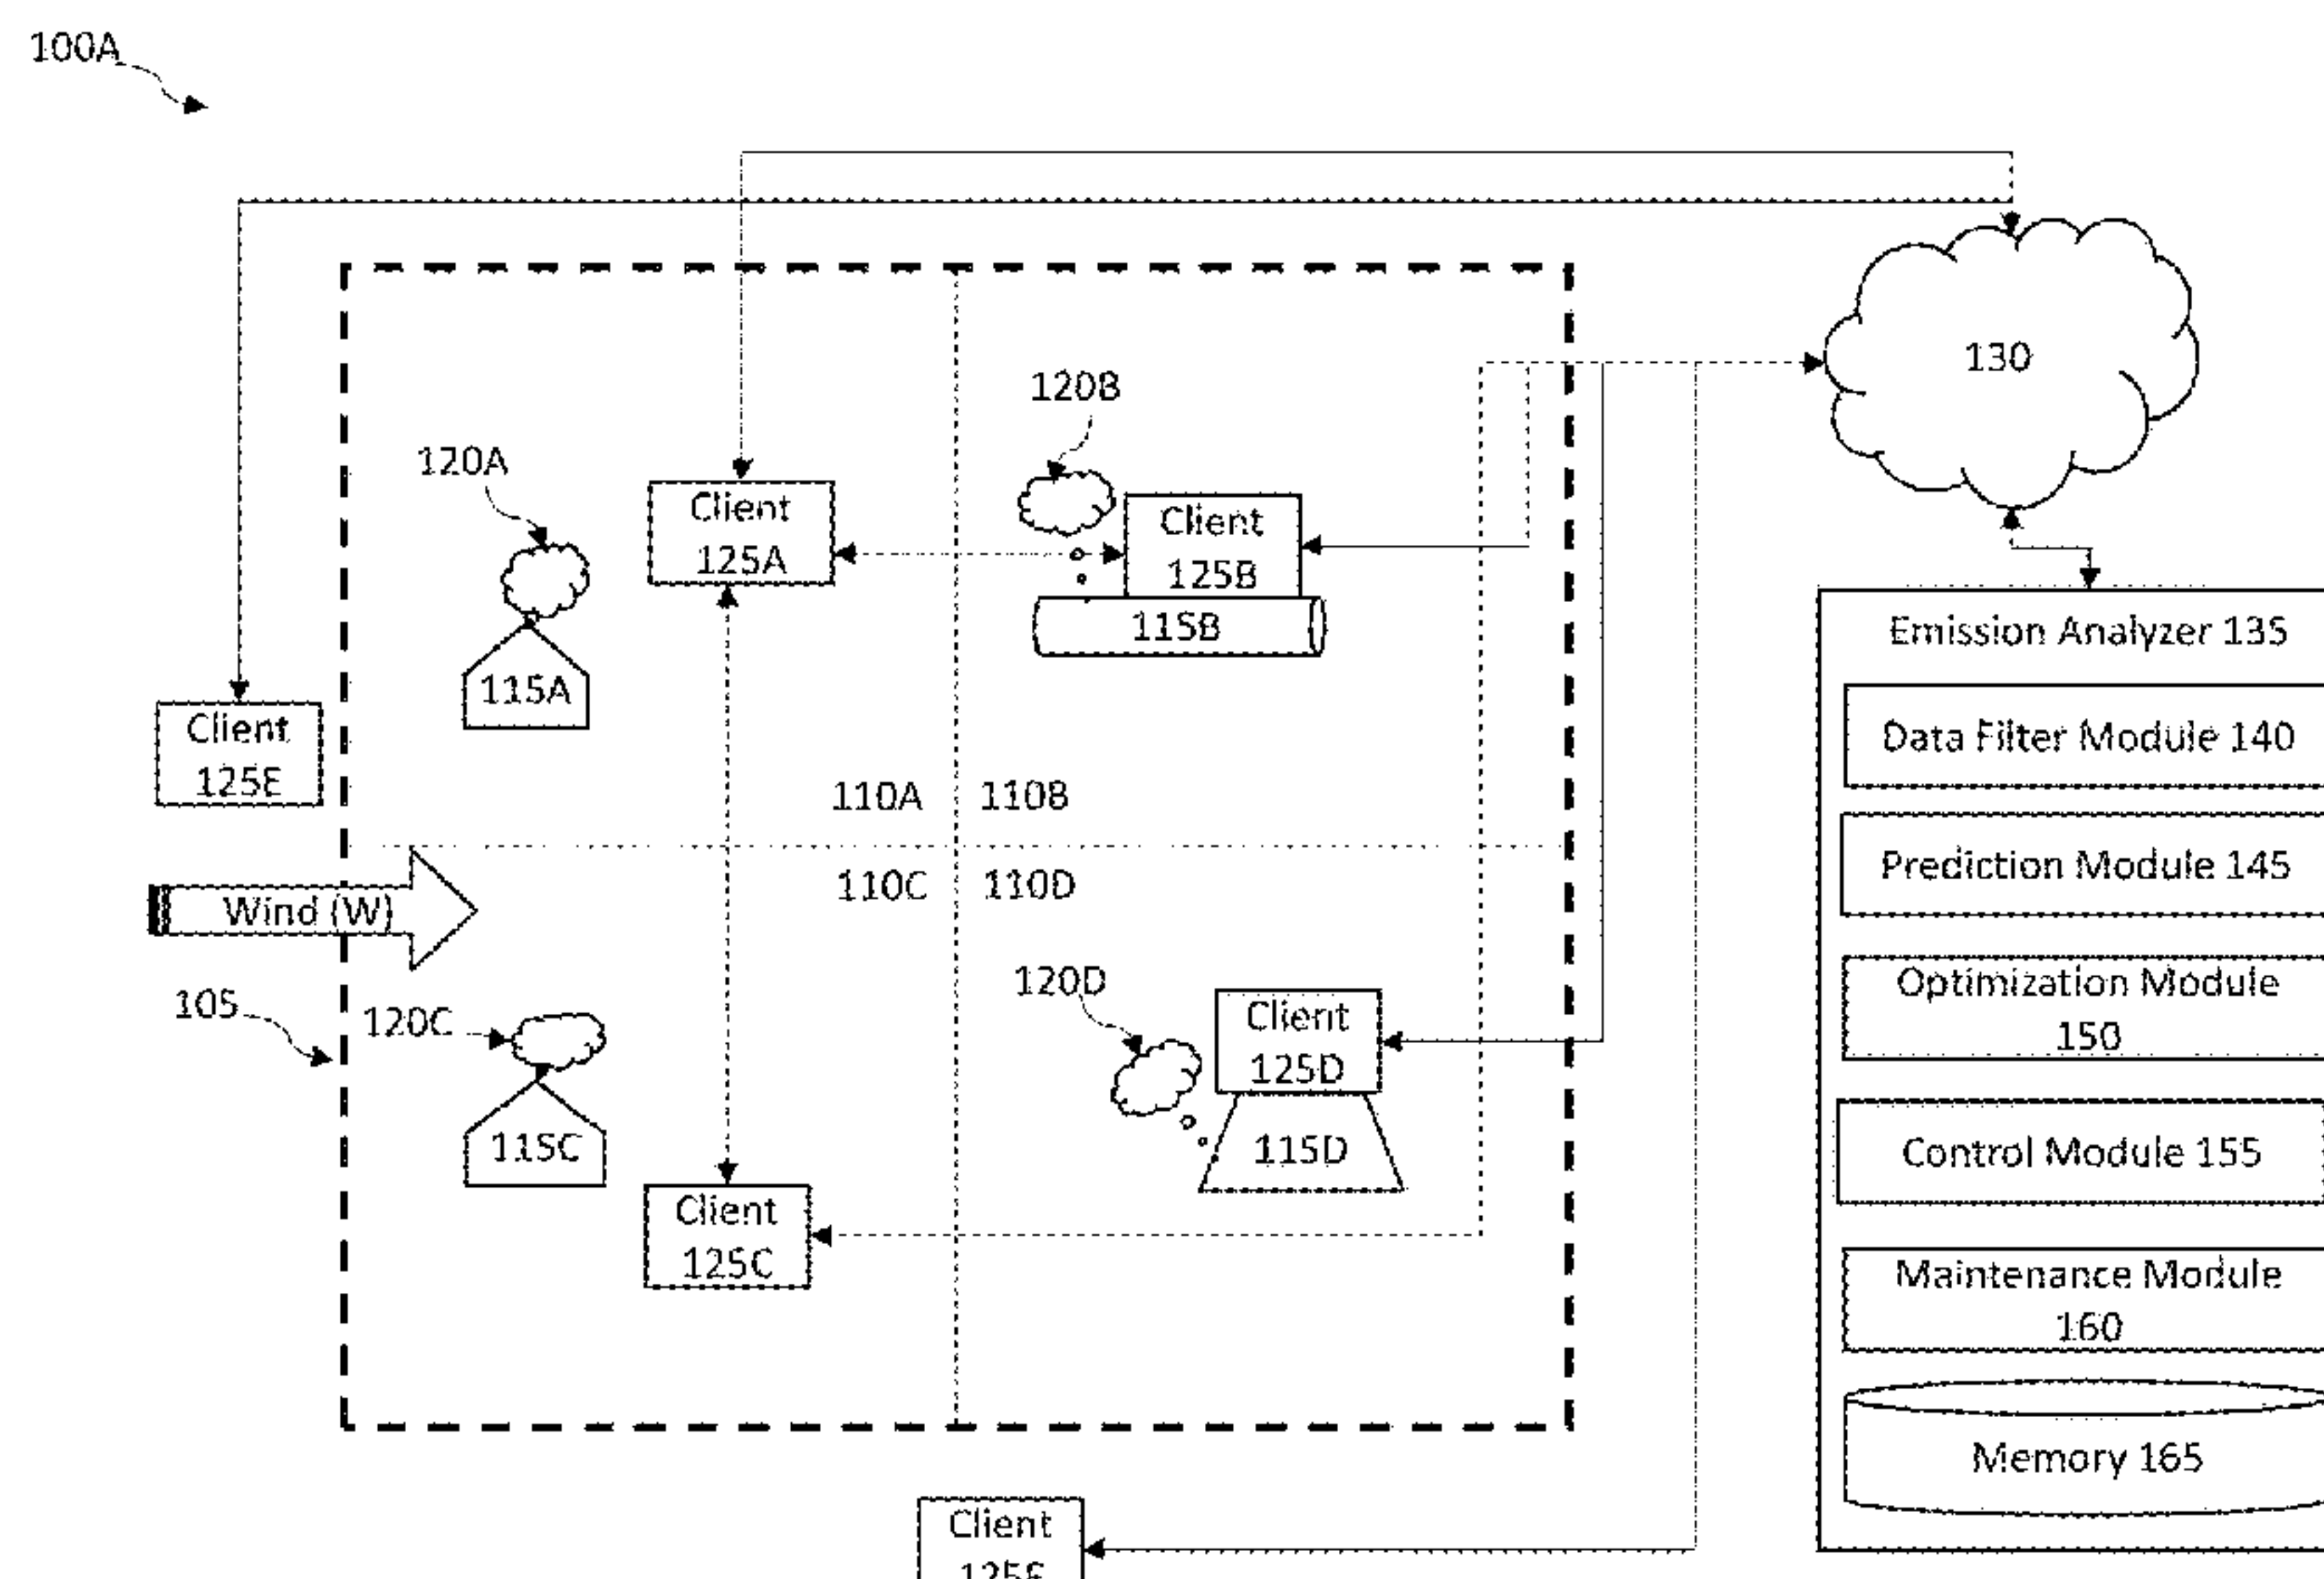 100A
130
120B
120A
Client
125A
Client
125B
115B
115A
Emission Analyzer 135
Client
125E
Data Filter Module 140
110A
110B
Prediction Module 145
110C
110D
Wind (W)
105
120C
120D
Client
125D
Optimization Module
150
115C
115D
Control Module 155
Client
125C
Maintenance Module
160
Memory 165
Client